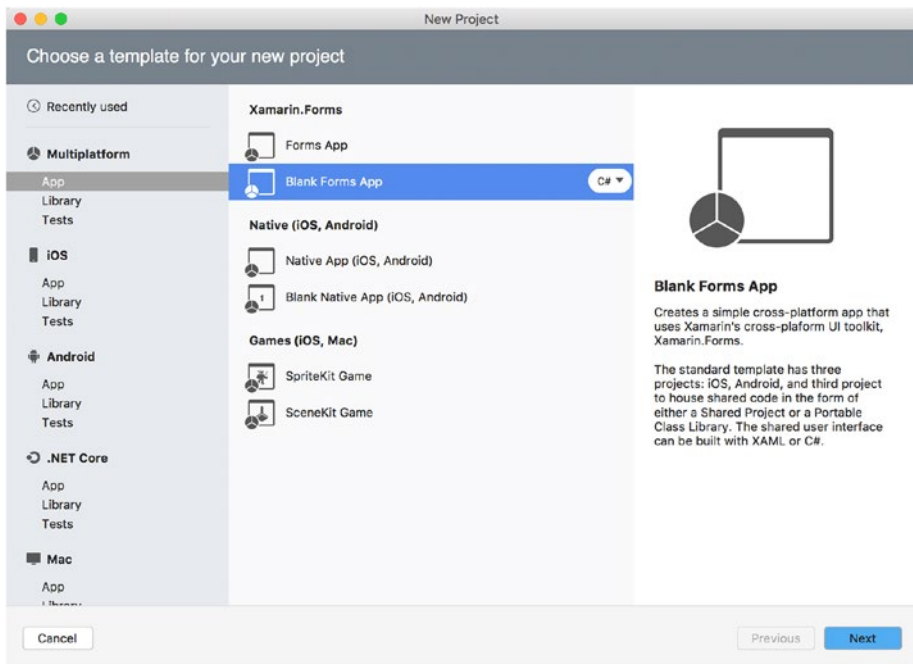 New Project
Choose a template for your new project
Recently used
Multiplatform
App
Library
Tests
iOS
App
Library
Tests
Android
App
Library
Tests
.NET Core
App
Library
Tests
Mac
App
Xamarin.Forms
Forms App
Blank Forms App C#
Native (iOS, Android)
Native App (iOS, Android)
1
Blank Native App (iOS, Android)
Games (iOS, Mac)
SpriteKit Game
SceneKit Game
Blank Forms App
Creates a simple cross-platform app that
uses Xamarin's cross-plaform UI toolkit,
Xamarin.Forms.
The standard template has three
projects: iOS, Android, and third project
to house shared code in the form of
either a Shared Project or a Portable
Class Library. The shared user interface
can be built with XAML or C#.
Cancel
Previous
Next